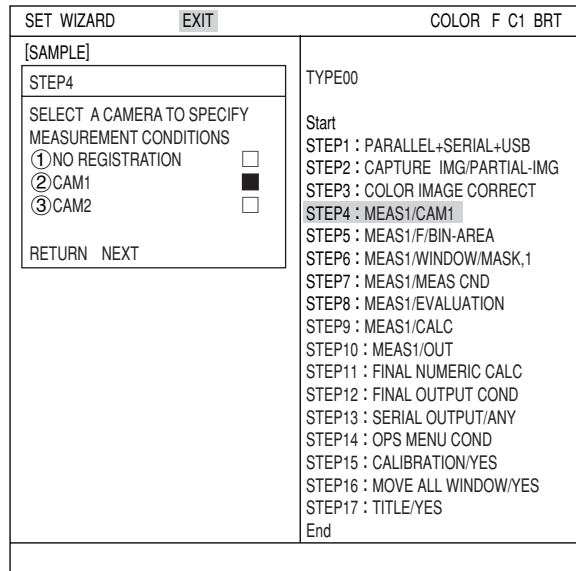 SET WIZARD EXIT COLOR F C1 BRT
[SAMPLE]
STEP4
SELECT A CAMERA TO SPECIFY
MEASUREMENT CONDITIONS
①NO REGISTRATION □
②CAM1 ■
③CAM2 □
RETURN NEXT
TYPE00
Start
STEP1：PARALLEL+SERIAL+USB
STEP2：CAPTURE IMG/PARTIAL-IMG
STEP3：COLOR IMAGE CORRECT
STEP4：MEAS1/CAM1
STEP5：MEAS1/F/BIN-AREA
STEP6：MEAS1/WINDOW/MASK,1
STEP7：MEAS1/MEAS CND
STEP8：MEAS1/EVALUATION
STEP9：MEAS1/CALC
STEP10：MEAS1/OUT
STEP11：FINAL NUMERIC CALC
STEP12：FINAL OUTPUT COND
STEP13：SERIAL OUTPUT/ANY
STEP14：OPS MENU COND
STEP15：CALIBRATION/YES
STEP16：MOVE ALL WINDOW/YES
STEP17：TITLE/YES
End